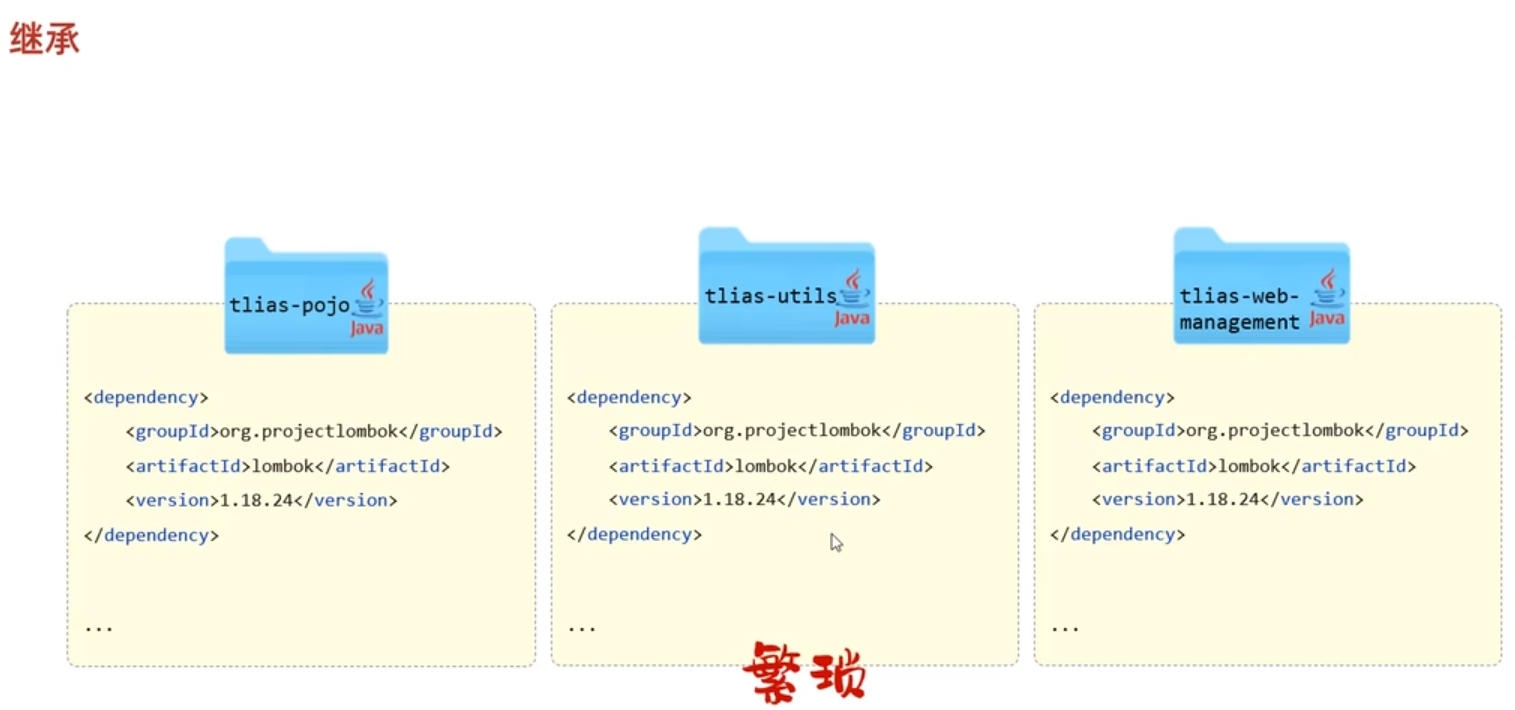 继承
tlias-pojo
Java
<dependency>
<groupId>org.projectlombok</groupId>
<artifactId>lombok</artifactId>
<version>1.18.24</version>
</dependency>
...
tlias-utils
Java
<dependency>
<groupId>org.projectlombok</groupId>
<artifactId>lombok</artifactId>
<version>1.18.24</version>
</dependency>
...
tlias-web-
management
Java
<dependency>
<groupId>org.projectlombok</groupId>
<artifactId>lombok</artifactId>
<version>1.18.24</version>
</dependency>
...
繁琐